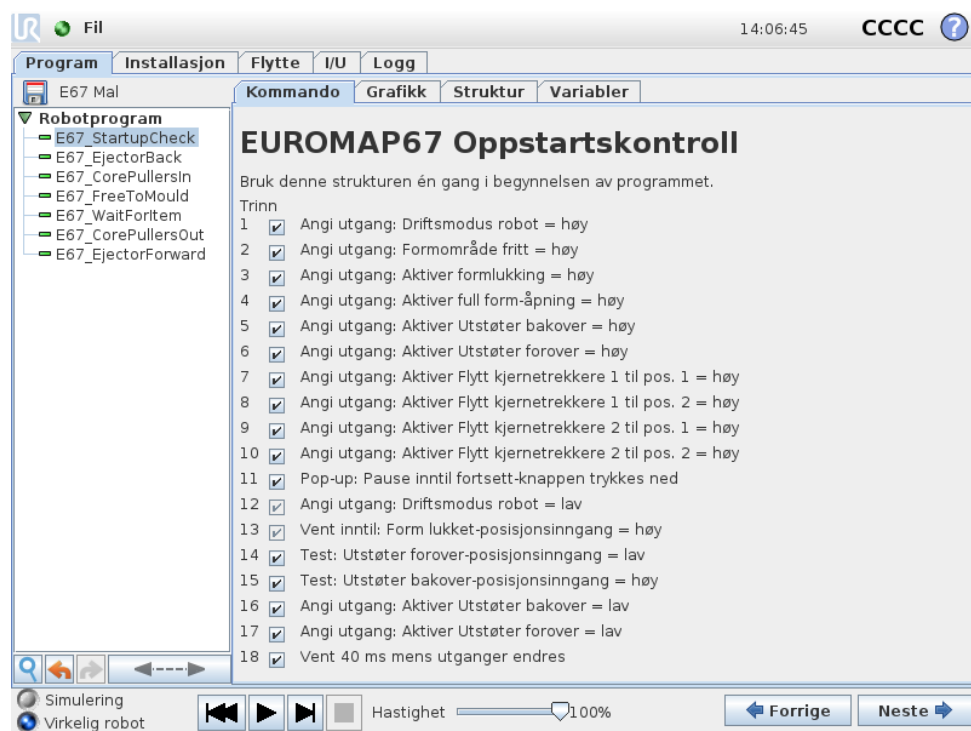 UR Fil 14:06:45 CCCC ?
Program Installasjon Flytte I/U Logg
E67 Mal
Kommando Grafikk Struktur Variabler
Robotprogram
E67_StartupCheck
E67_EjectorBack
E67_CorePullersIn
E67_FreeToMould
E67_WaitForItem
E67_CorePullersOut
E67_EjectorForward
EUROMAP67 Oppstartskontroll
Bruk denne strukturen én gang i begynnelsen av programmet.
Trinn
1 Angi utgang: Driftsmodus robot = høy
2 Angi utgang: Formområde fritt = høy
3 Angi utgang: Aktiver formlukking = høy
4 Angi utgang: Aktiver full form-åpning = høy
5 Angi utgang: Aktiver Utstøter bakover = høy
6 Angi utgang: Aktiver Utstøter forover = høy
7 Angi utgang: Aktiver Flytt kjernetrekkere 1 til pos. 1 = høy
8 Angi utgang: Aktiver Flytt kjernetrekkere 1 til pos. 2 = høy
9 Angi utgang: Aktiver Flytt kjernetrekkere 2 til pos. 1 = høy
10 Angi utgang: Aktiver Flytt kjernetrekkere 2 til pos. 2 = høy
11 Pop-up: Pause inntil fortsett-knappen trykkes ned
12 Angi utgang: Driftsmodus robot = lav
13 Vent inntil: Form lukket-posisjonsinngang = høy
14 Test: Utstøter forover-posisjonsinngang = lav
15 Test: Utstøter bakover-posisjonsinngang = høy
16 Angi utgang: Aktiver Utstøter bakover = lav
17 Angi utgang: Aktiver Utstøter forover = lav
18 Vent 40 ms mens utganger endres
Simulering
Virkelig robot
Hastighet 100%
Forrige Neste